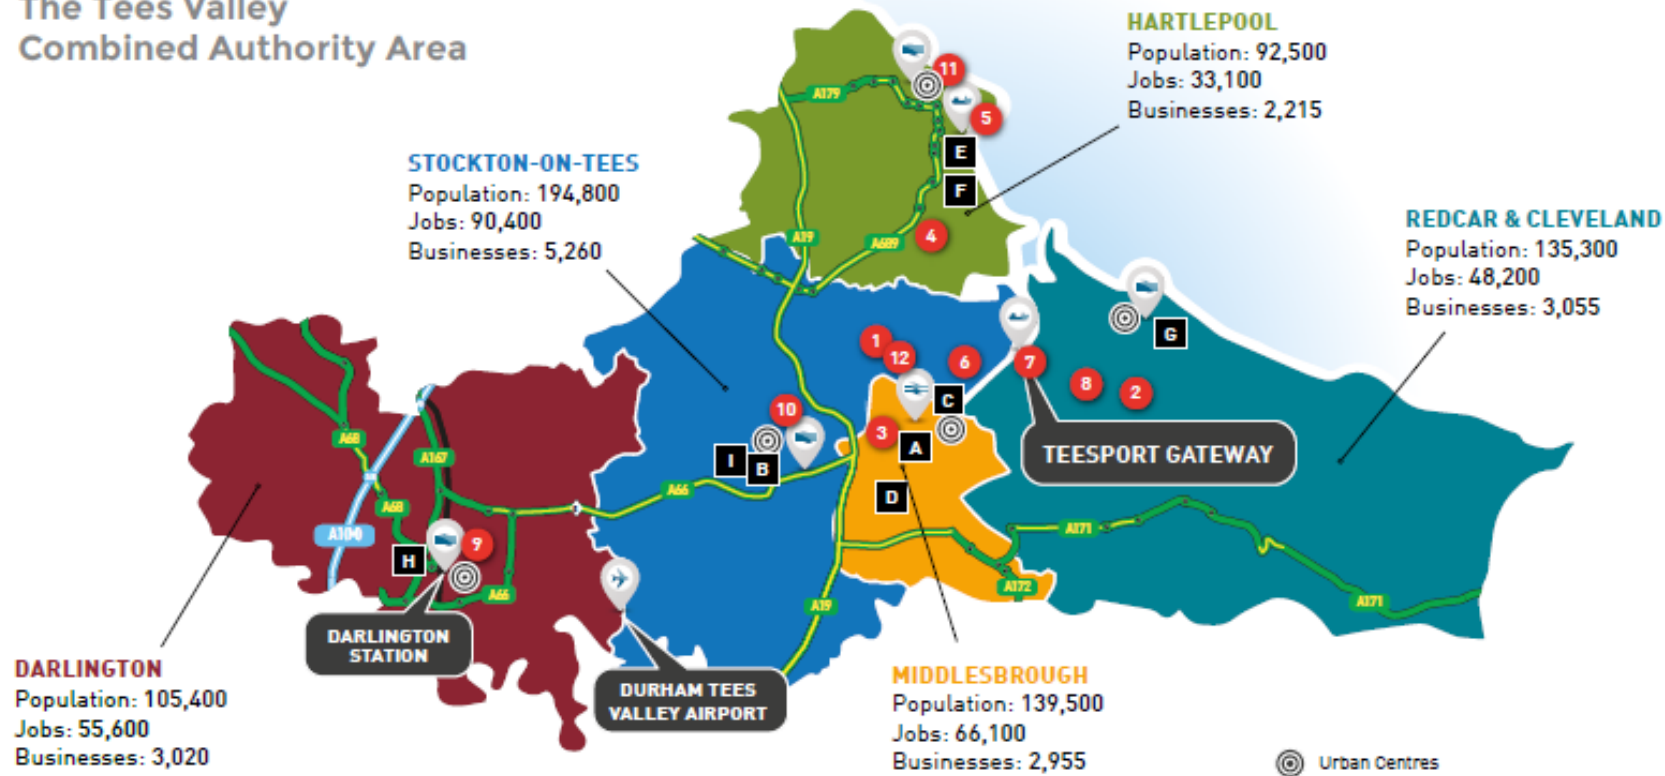 The Tees Valley
Combined Authority Area
HARTLEPOOL
Population: 92,500
Jobs: 33,100
Businesses: 2,215
STOCKTON-ON-TEES
Population: 194,800
Jobs: 90,400
Businesses: 5,260
REDCAR & CLEVELAND
Population: 135,300
Jobs: 48,200
Businesses: 3,055
11
A179
5
E
F
A19
A689
4
G
1
12
6
7
8
2
10
C
3
A
I
B
D
TEESPORT GATEWAY
A68
A167
A66
A68
A171
H
9
A66
A172
A19
A171
DARLINGTON
STATION
DURHAM TEES
VALLEY AIRPORT
DARLINGTON
Population: 105,400
Jobs: 55,600
Businesses: 3,020
MIDDLESBROUGH
Population: 139,500
Jobs: 66,100
Businesses: 2,955
Urban Centres